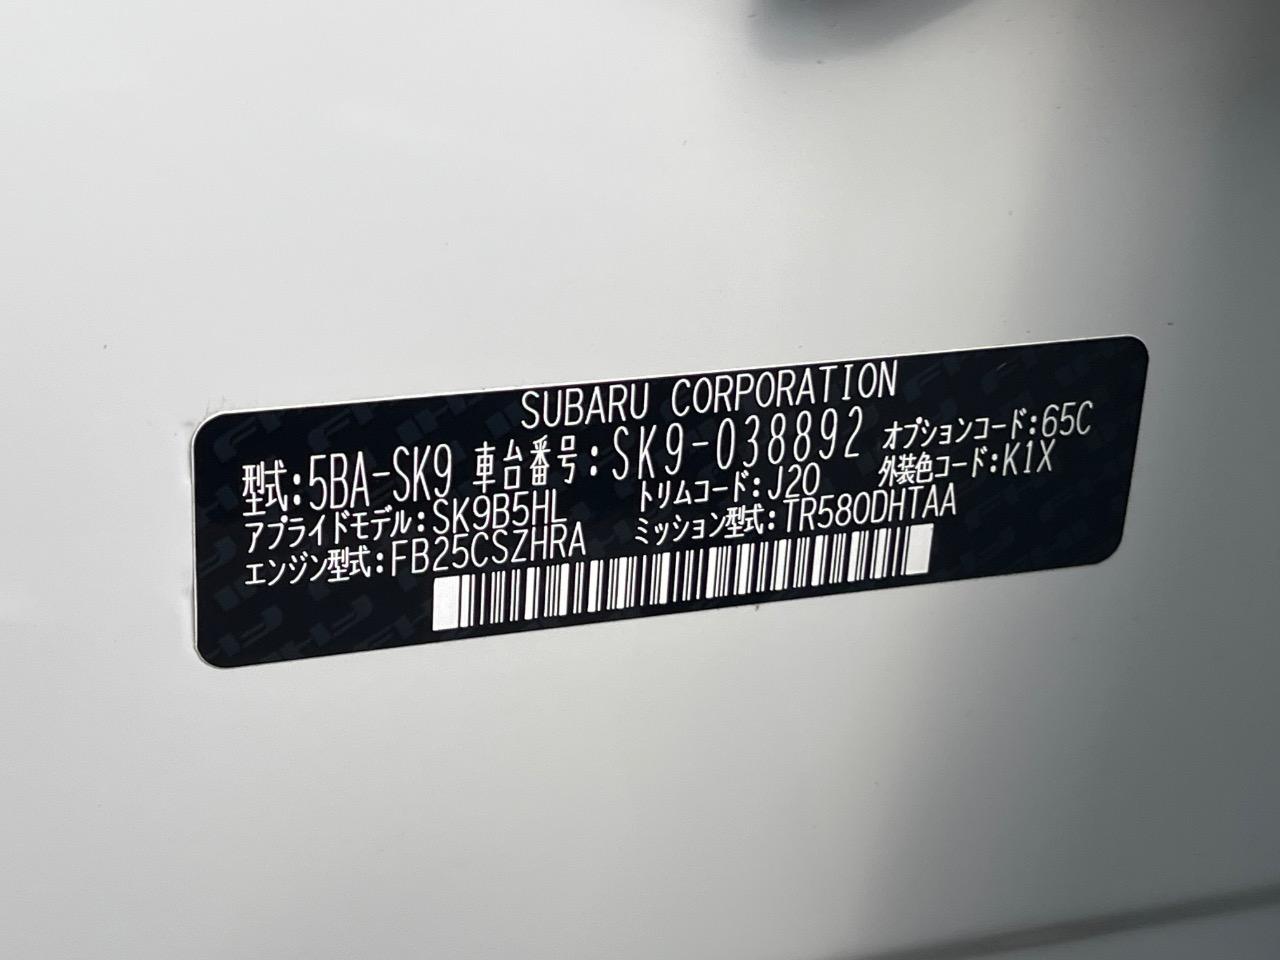 SUBARU CORPORATION
型式:5BA-SK9 車台番号:SK9-038892 オプションコード:65C
アプライドモデル:SK9B5HL トリムコード:J20 外装色コード:K1X
エンジン型式:FB25CSZHRA ミッション型式:TR580DHTAA